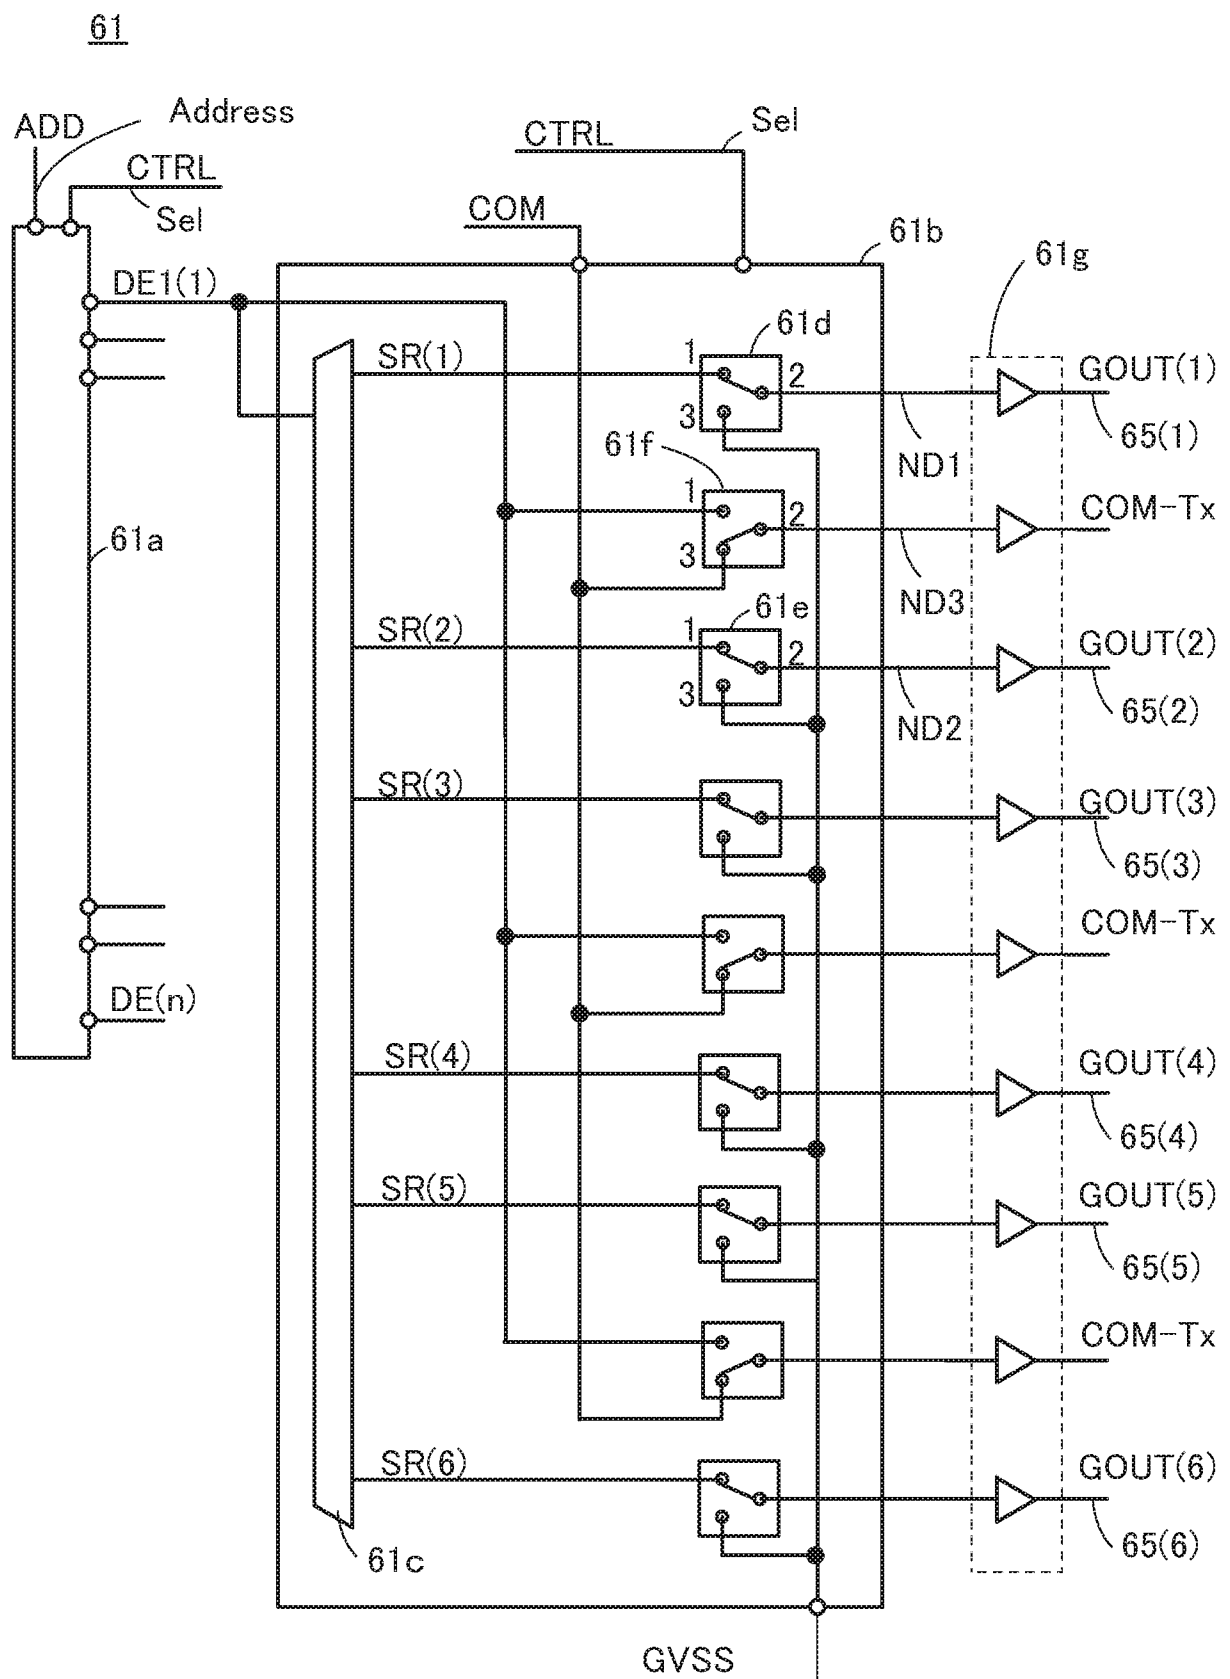 61
ADD
Address
CTRL
Sel
CTRL
Sel
COM
61b
61g
DE1(1)
SR(1)
1
61d
2
3
GOUT(1)
65(1)
ND1
61f
1
2
3
COM-Tx
61a
ND3
SR(2)
1
61e
2
3
GOUT(2)
65(2)
ND2
SR(3)
GOUT(3)
65(3)
COM-Tx
DE(n)
SR(4)
GOUT(4)
65(4)
SR(5)
GOUT(5)
65(5)
COM-Tx
SR(6)
GOUT(6)
65(6)
61c
GVSS